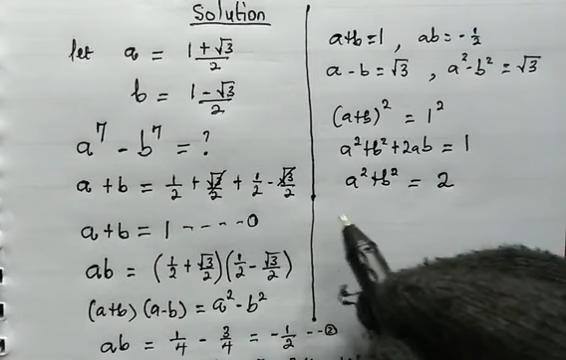 Solution
let a = (1+√3)/2
b = (1-√3)/2
a⁷ - b⁷ = ?
a + b = 1/2 + √3/2 + 1/2 - √3/2
a+b = 1 ---- ①
ab = (1/2 + √3/2)(1/2 - √3/2)
(a+b)(a-b) = a² - b²
ab = 1/4 - 3/4 = -1/2 --②
a+b = 1 , ab = -1/2
a - b = √3 , a² - b² = √3
(a+b)² = 1²
a² + b² + 2ab = 1
a² + b² = 2